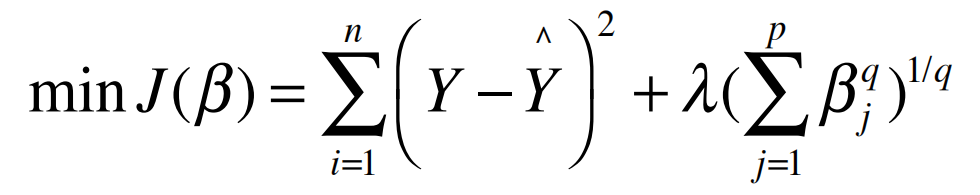 min J(β) = ∑_{i=1}^{n} (Y − Ŷ)^2 + λ(∑_{j=1}^{p} β_j^q)^{1/q}